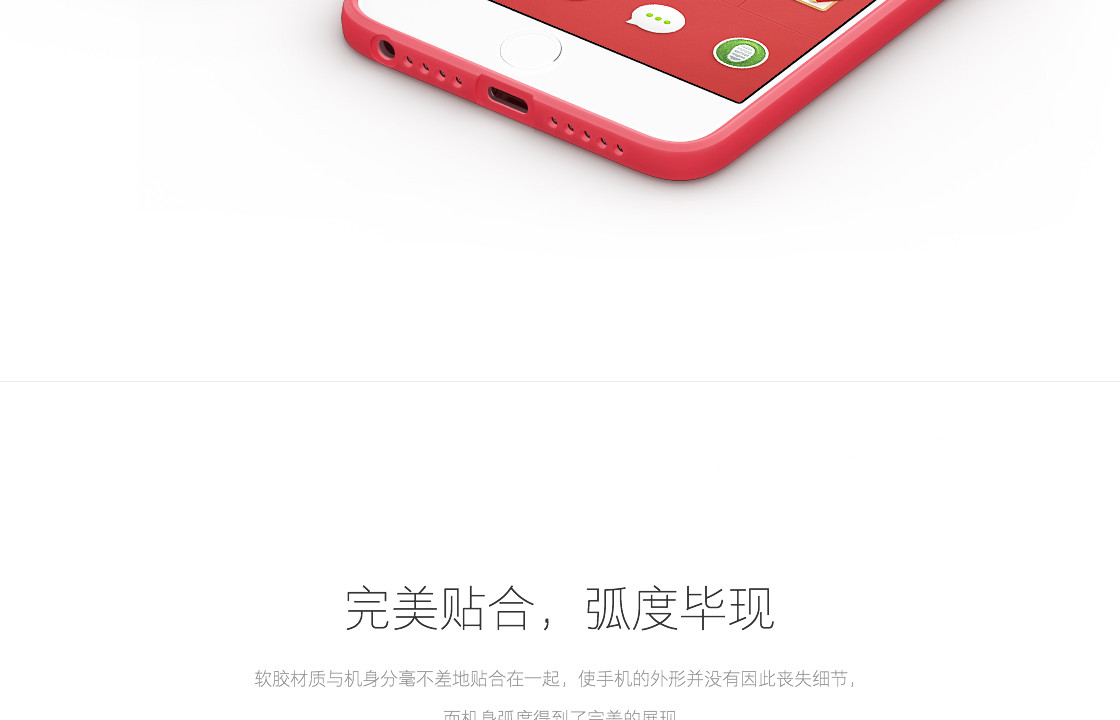 完美贴合，弧度毕现
软胶材质与机身分毫不差地贴合在一起，使手机的外形并没有因此丧失细节，
而机身弧度得到了完美的展现